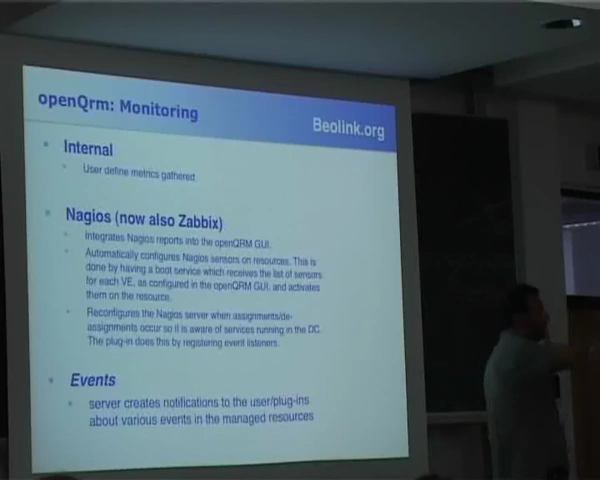 openQrm: Monitoring
Beolink.org
Internal
User define metrics gathered
Nagios (now also Zabbix)
Integrates Nagios reports into the openQRM GUI.
Automatically configures Nagios sensors on resources. This is
done by having a boot service which receives the list of sensors
for each VE, as configured in the openQRM GUI, and activates
them on the resource.
Reconfigures the Nagios server when assignments/de-
assignments occur so it is aware of services running in the DC.
The plug-in does this by registering event listeners.
Events
server creates notifications to the user/plug-ins
about various events in the managed resources